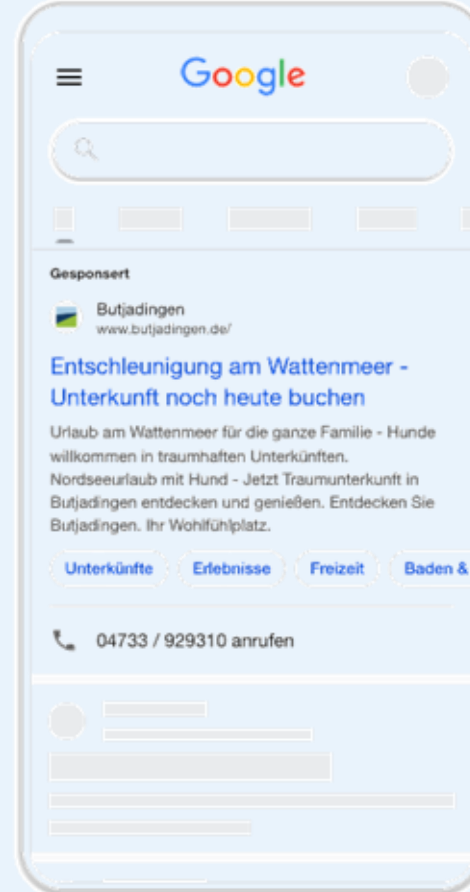 Google
Gesponsert
Butjadingen
www.butjadingen.de/
Entschleunigung am Wattenmeer -
Unterkunft noch heute buchen
Urlaub am Wattenmeer für die ganze Familie - Hunde
willkommen in traumhaften Unterkünften.
Nordseeurlaub mit Hund - Jetzt Traumunterkunft in
Butjadingen entdecken und genießen. Entdecken Sie
Butjadingen. Ihr Wohlfühlplatz.
Unterkünfte Erlebnisse Freizeit Baden &
04733 / 929310 anrufen